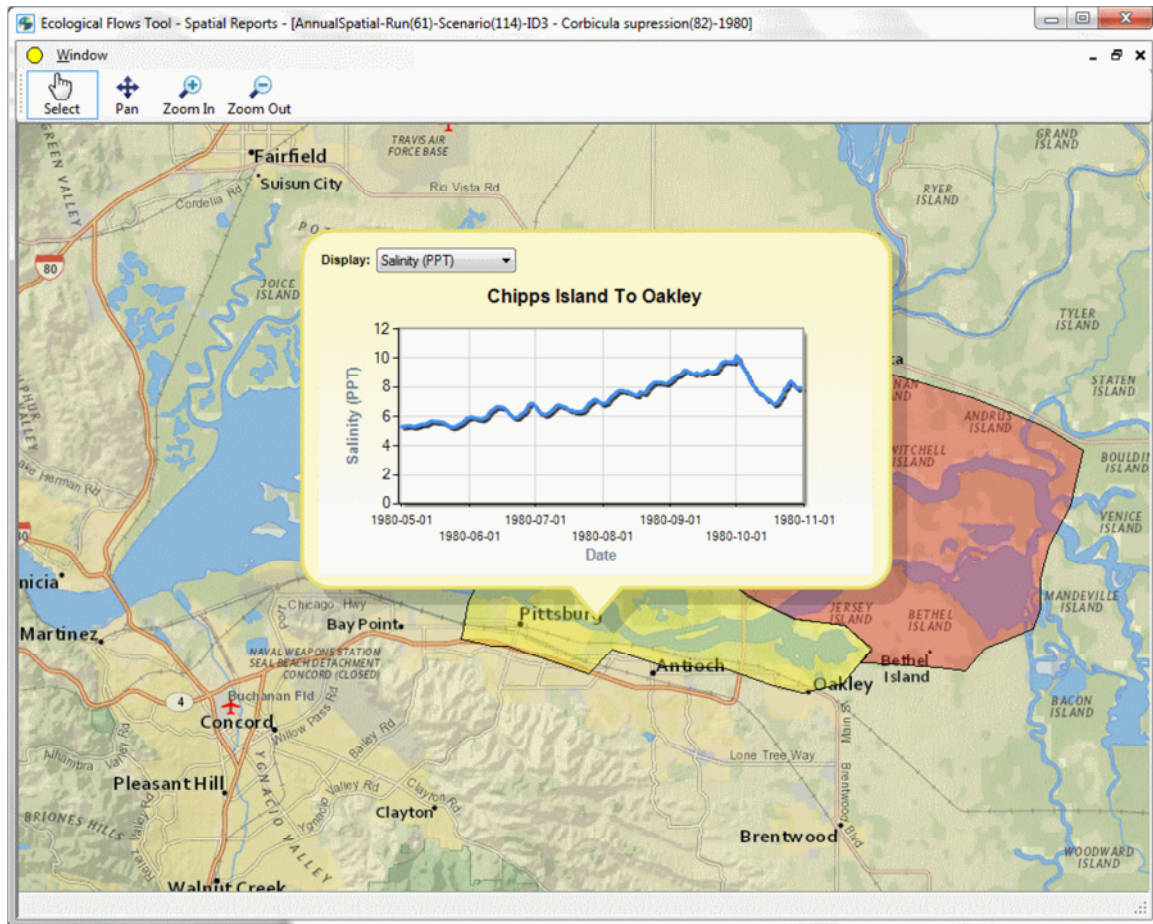 Ecological Flows Tool - Spatial Reports - [AnnualSpatial-Run(61)-Scenario(114)-ID3 - Corbicula supression(82)-1980]
Window
Select Pan Zoom In Zoom Out
GREEN VALLEY
TRAVIS AIR
FORCE BASE
GRAND
ISLAND
Fairfield
Suisun City
Cordelia Rd
Rio Vista Rd
RYER
ISLAND
80
JOICE
ISLAND
Display: Salinity (PPT)
Chipps Island To Oakley
Salinity (PPT)
12
10
8
6
4
2
0
1980-05-01 1980-07-01 1980-09-01 1980-11-01
1980-06-01 1980-08-01 1980-10-01
Date
TYLER
ISLAND
STATEN
ISLAND
ANDRUS
ISLAND
ISLAND
VENICE
ISLAND
MANDEVILLE
ISLAND
Lake Herman Rd
nicia
Martinez
Chicago Hwy
Bay Point
Pittsburg
JERSEY
ISLAND
BETHEL
ISLAND
NAVAL WEAPONS STATION
SEAL BEACH DETACHMENT
CONCORD (CLOSED)
Antioch
Bethel
Island
Oakley
4
Buchanan Fld
Concord
Willow Pass Rd
Bailey Rd
BACON
ISLAND
Main St
Lone Tree Way
Alhambra Valley Rd
Pleasant Hill
YGNACIO VALLEY
Ygnacio Valley Rd
Clayton Rd
Clayton
Brentwood Blvd
BRIONES HILLS
Brentwood
WOODWARD
ISLAND
Walnut Creek